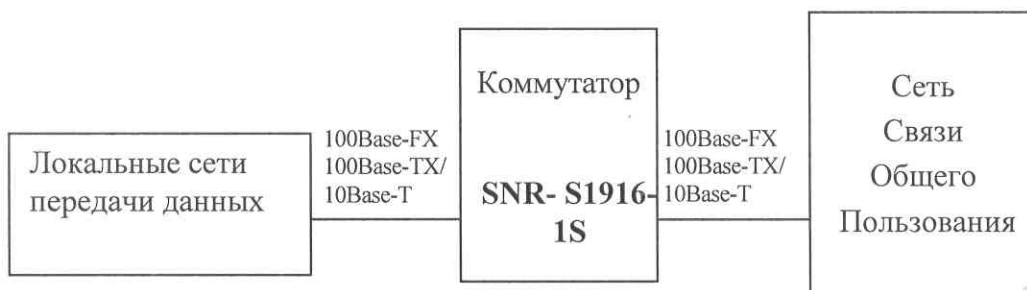 Локальные сети
передачи данных
100Base-FX
100Base-TX/
10Base-T
Коммутатор
SNR- S1916-
1S
100Base-FX
100Base-TX/
10Base-T
Сеть
Связи
Общего
Пользования